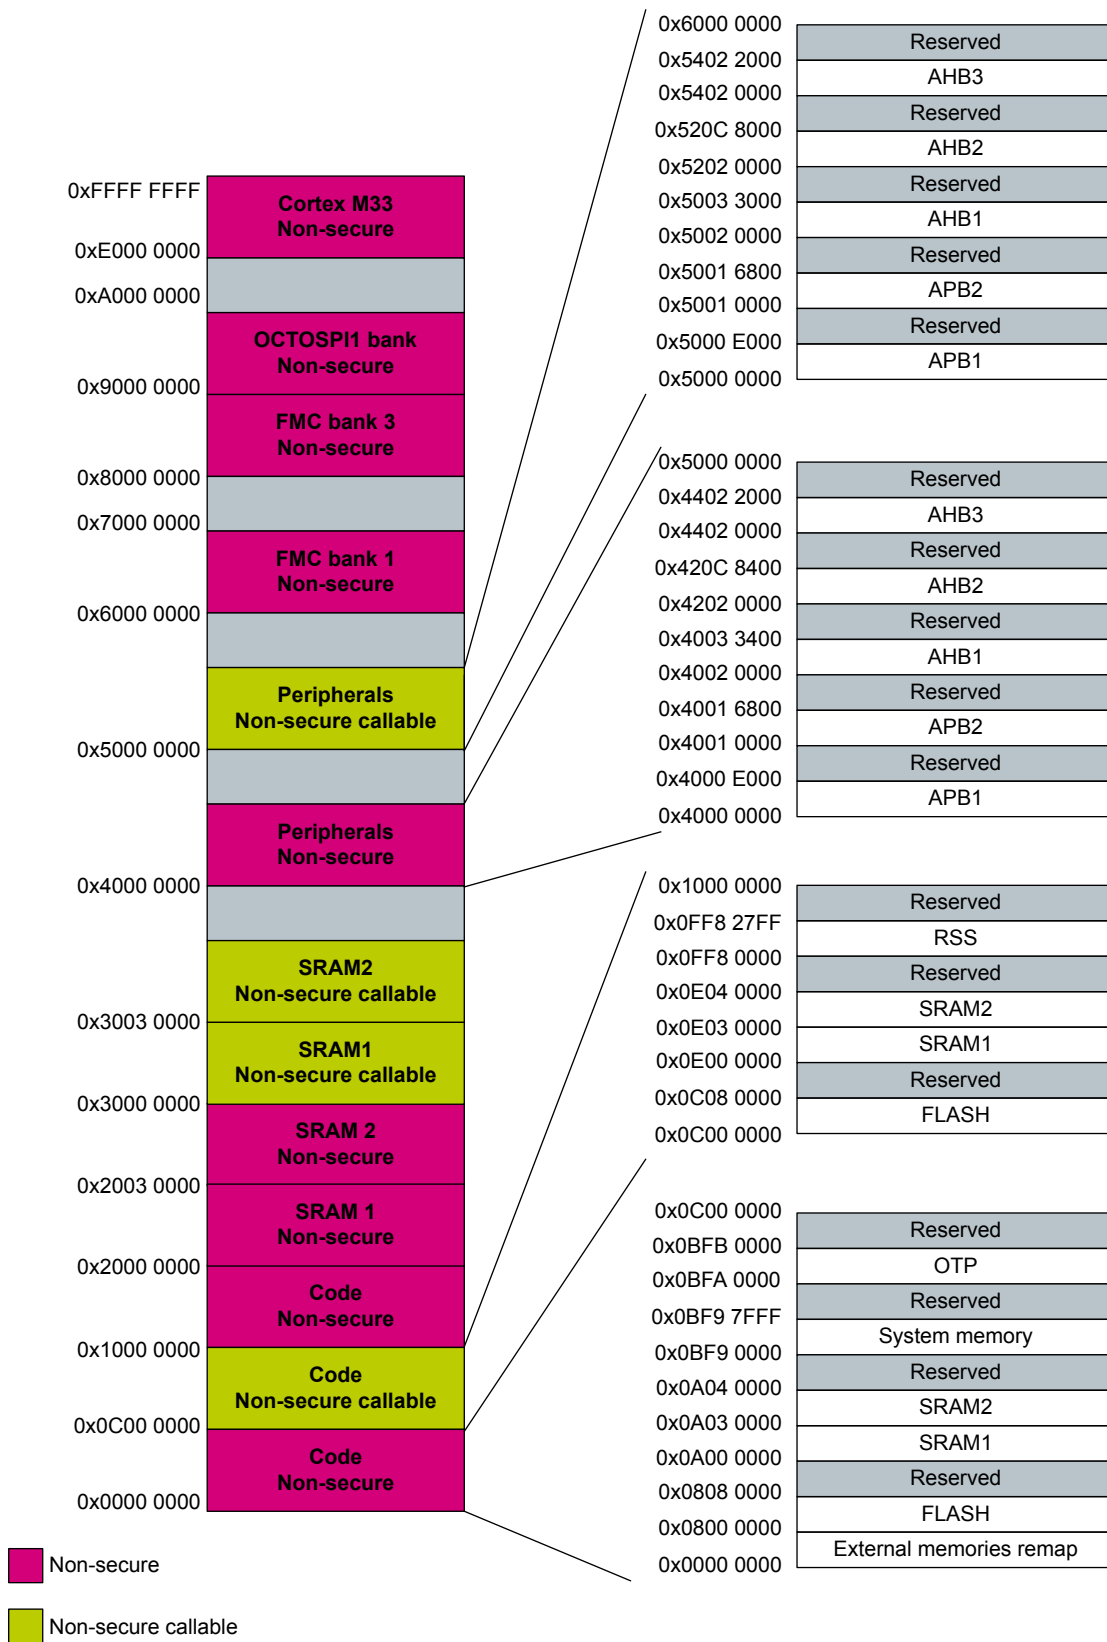 0xFFFF FFFF
Cortex M33
Non-secure
0xE000 0000
0xA000 0000
OCTOSPI1 bank
Non-secure
0x9000 0000
FMC bank 3
Non-secure
0x8000 0000
0x7000 0000
FMC bank 1
Non-secure
0x6000 0000
Peripherals
Non-secure callable
0x5000 0000
Peripherals
Non-secure
0x4000 0000
SRAM2
Non-secure callable
0x3003 0000
SRAM1
Non-secure callable
0x3000 0000
SRAM 2
Non-secure
0x2003 0000
SRAM 1
Non-secure
0x2000 0000
Code
Non-secure
0x1000 0000
Code
Non-secure callable
0x0C00 0000
Code
Non-secure
0x0000 0000
Non-secure
Non-secure callable
0x6000 0000
Reserved
0x5402 2000
AHB3
0x5402 0000
Reserved
0x520C 8000
AHB2
0x5202 0000
Reserved
0x5003 3000
AHB1
0x5002 0000
Reserved
0x5001 6800
APB2
0x5001 0000
Reserved
0x5000 E000
APB1
0x5000 0000
0x5000 0000
Reserved
0x4402 2000
AHB3
0x4402 0000
Reserved
0x420C 8400
AHB2
0x4202 0000
Reserved
0x4003 3400
AHB1
0x4002 0000
Reserved
0x4001 6800
APB2
0x4001 0000
Reserved
0x4000 E000
APB1
0x4000 0000
0x1000 0000
Reserved
0x0FF8 27FF
RSS
0x0FF8 0000
Reserved
0x0E04 0000
SRAM2
0x0E03 0000
SRAM1
0x0E00 0000
Reserved
0x0C08 0000
FLASH
0x0C00 0000
0x0C00 0000
Reserved
0x0BFB 0000
OTP
0x0BFA 0000
Reserved
0x0BF9 7FFF
System memory
0x0BF9 0000
Reserved
0x0A04 0000
SRAM2
0x0A03 0000
SRAM1
0x0A00 0000
Reserved
0x0808 0000
FLASH
0x0800 0000
External memories remap
0x0000 0000